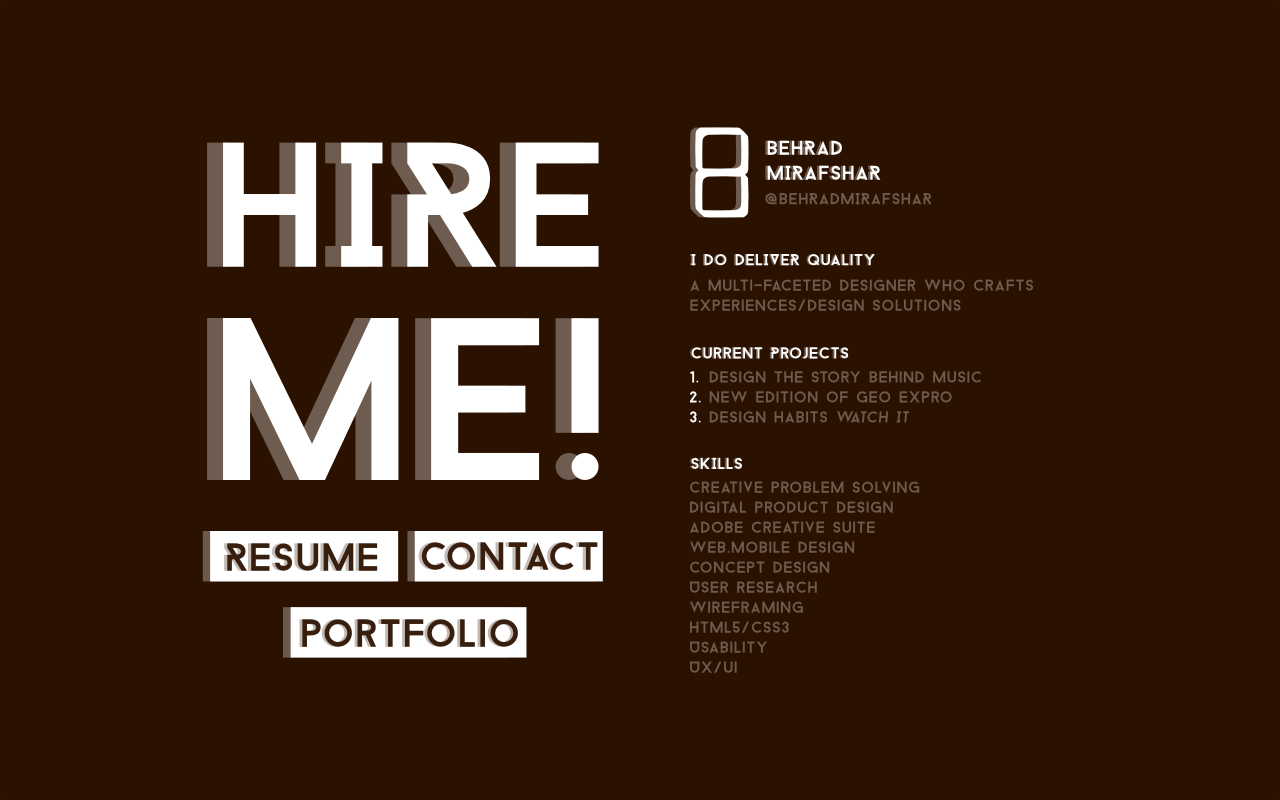 HIRE
ME!
RESUME
CONTACT
PORTFOLIO
8
BEHRAD
MIRAFSHAR
@BEHRADMIRAFSHAR
I DO DELIVER QUALITY
A MULTI-FACETED DESIGNER WHO CRAFTS
EXPERIENCES/DESIGN SOLUTIONS
CURRENT PROJECTS
1. DESIGN THE STORY BEHIND MUSIC
2. NEW EDITION OF GEO EXPRO
3. DESIGN HABITS WATCH IT
SKILLS
CREATIVE PROBLEM SOLVING
DIGITAL PRODUCT DESIGN
ADOBE CREATIVE SUITE
WEB.MOBILE DESIGN
CONCEPT DESIGN
USER RESEARCH
WIREFRAMING
HTML5/CSS3
USABILITY
UX/UI